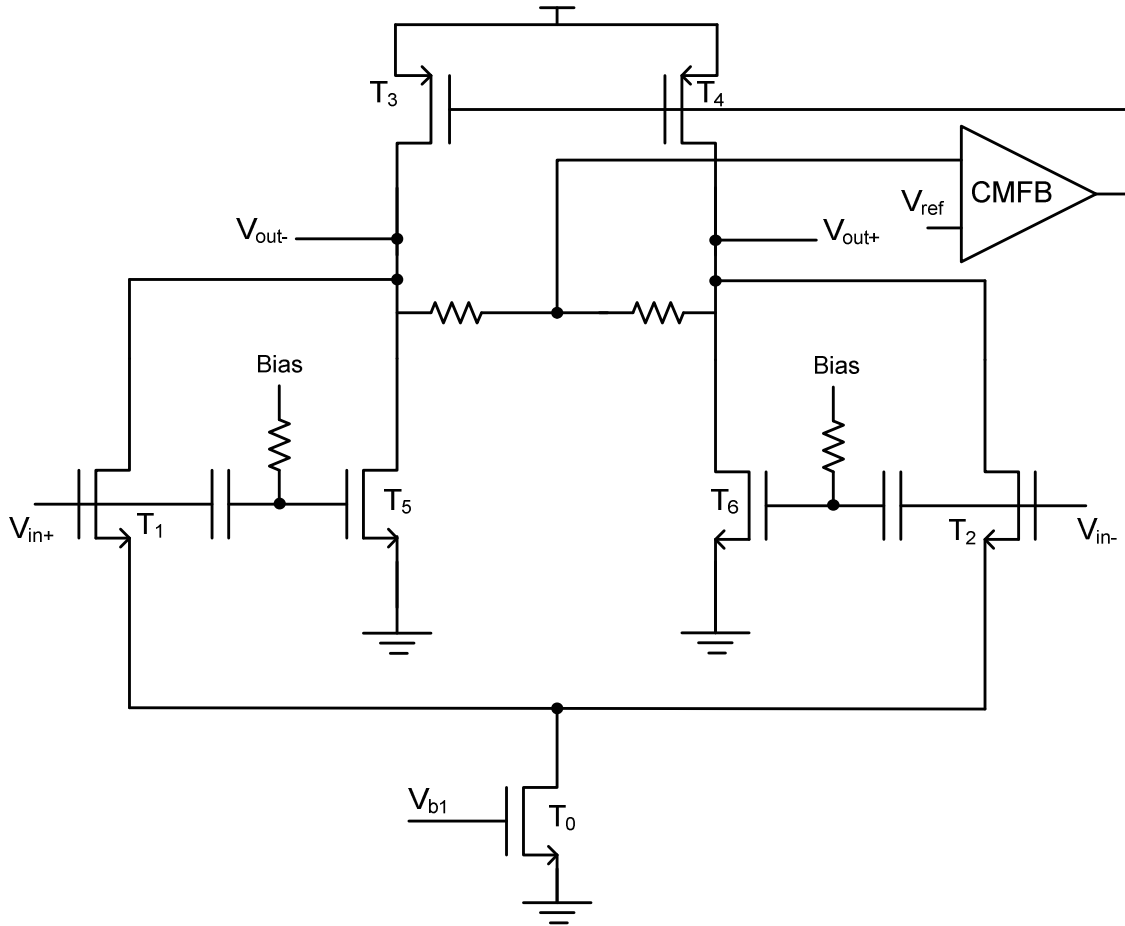 T3
T4
CMFB
Vref
Vout-
Vout+
Bias
Bias
T5
T6
Vin+
T1
T2
Vin-
Vb1
T0